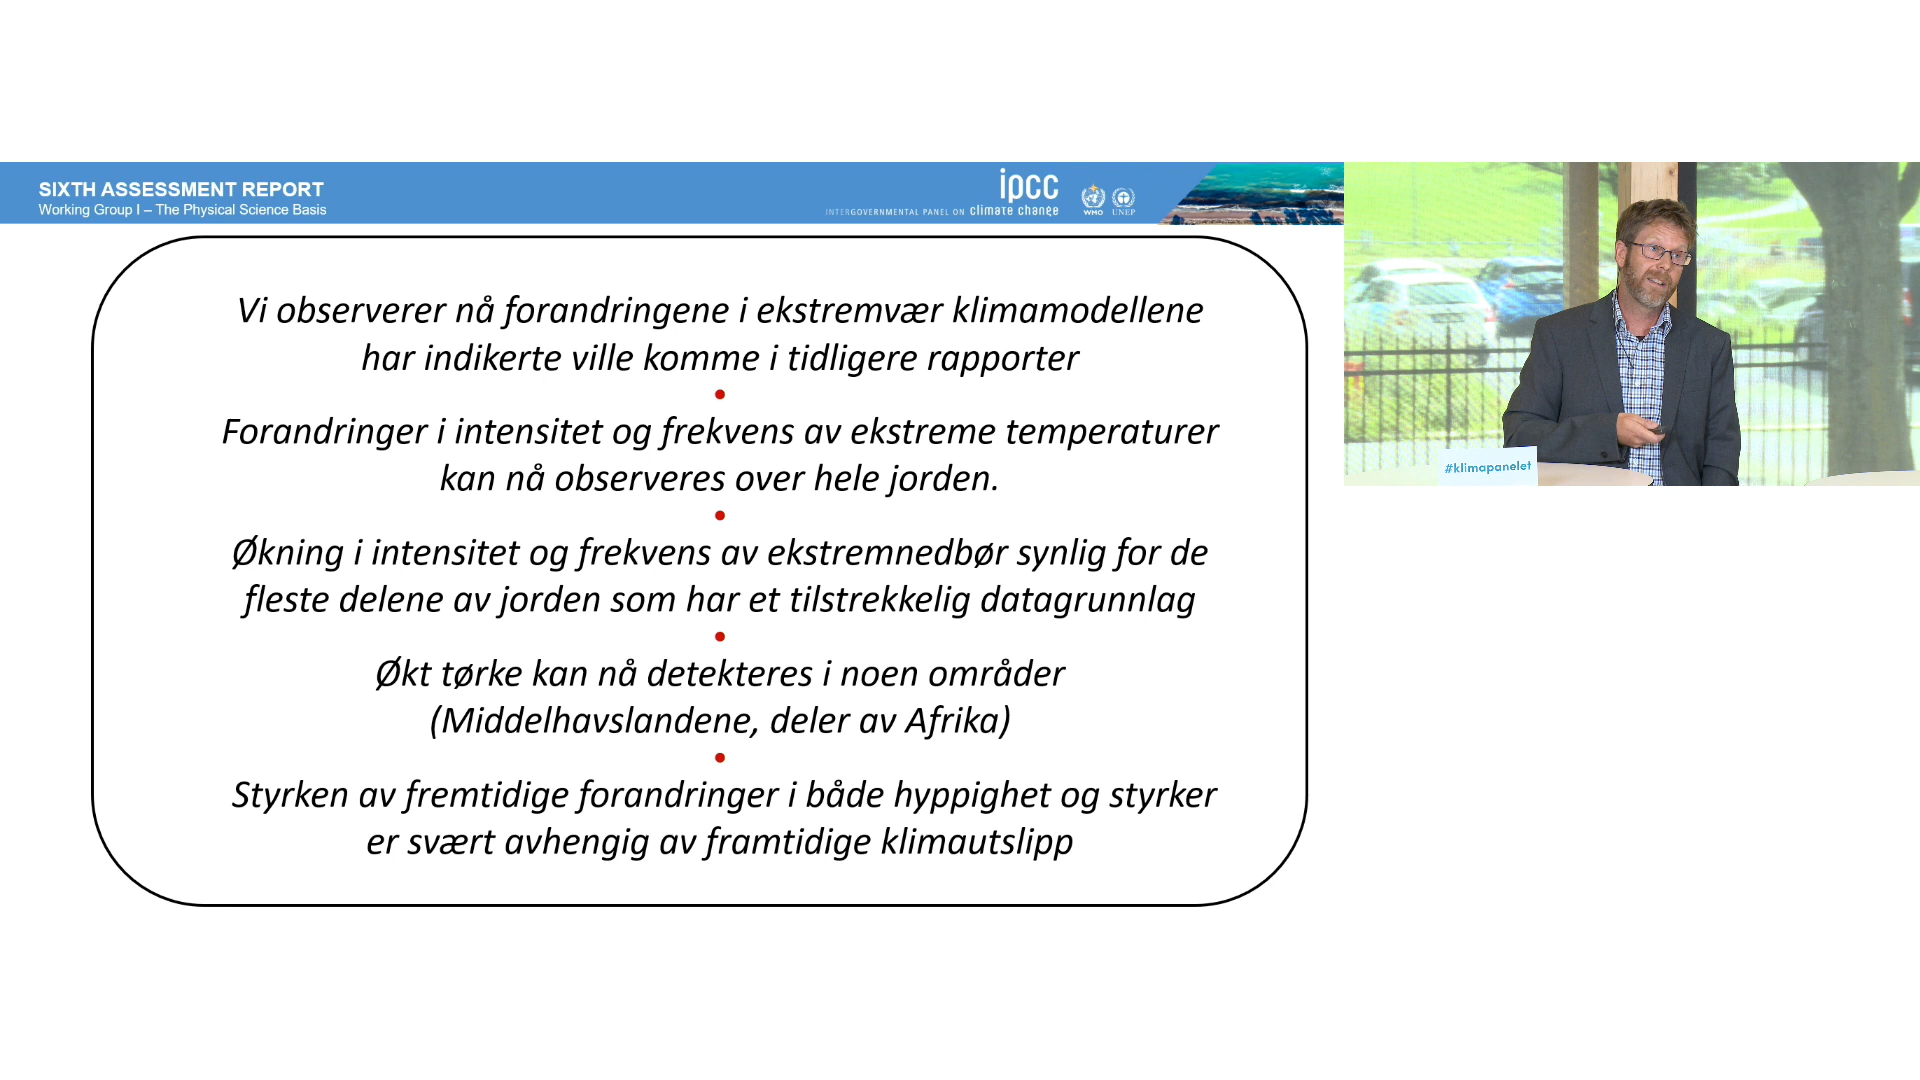 SIXTH ASSESSMENT REPORT
Working Group I – The Physical Science Basis
ipcc
INTERGOVERNMENTAL PANEL ON climate change
WMO UNEP
Vi observerer nå forandringene i ekstremvær klimamodellene
har indikerte ville komme i tidligere rapporter
Forandringer i intensitet og frekvens av ekstreme temperaturer
kan nå observeres over hele jorden.
Økning i intensitet og frekvens av ekstremnedbør synlig for de
fleste delene av jorden som har et tilstrekkelig datagrunnlag
Økt tørke kan nå detekteres i noen områder
(Middelhavslandene, deler av Afrika)
Styrken av fremtidige forandringer i både hyppighet og styrker
er svært avhengig av framtidige klimautslipp
#klimapanelet